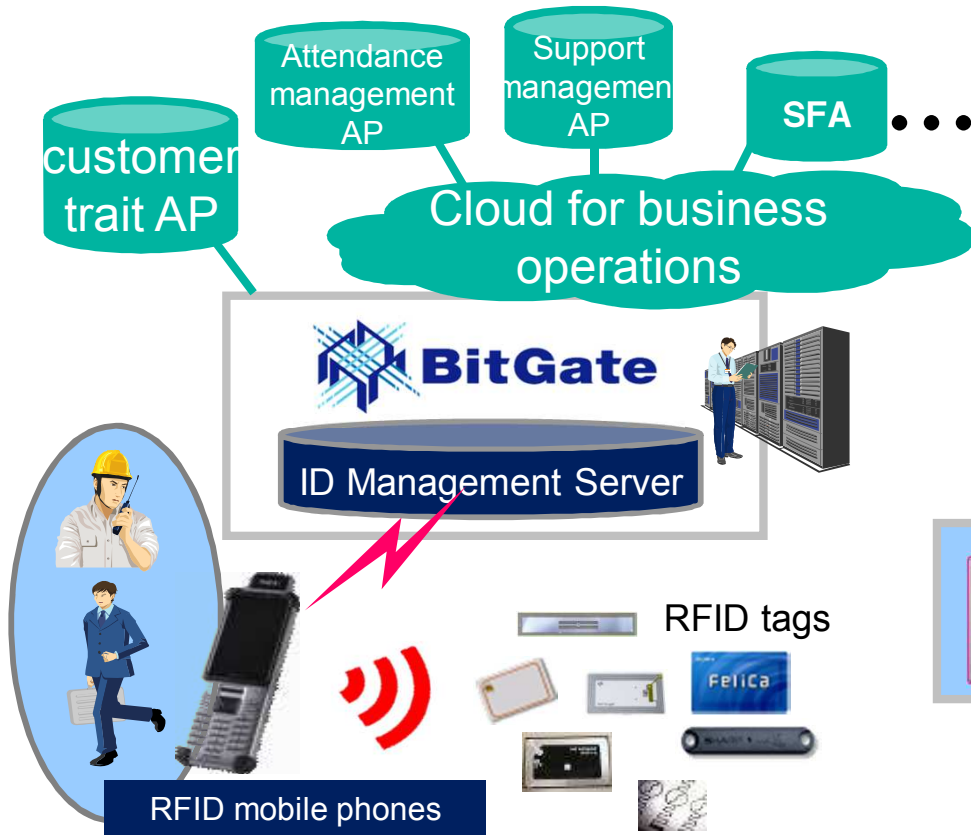 Attendance
management
AP
Support
managemen
AP
SFA
customer
trait AP
Cloud for business
operations
BitGate
ID Management Server
RFID tags
FeliCa
RFID mobile phones